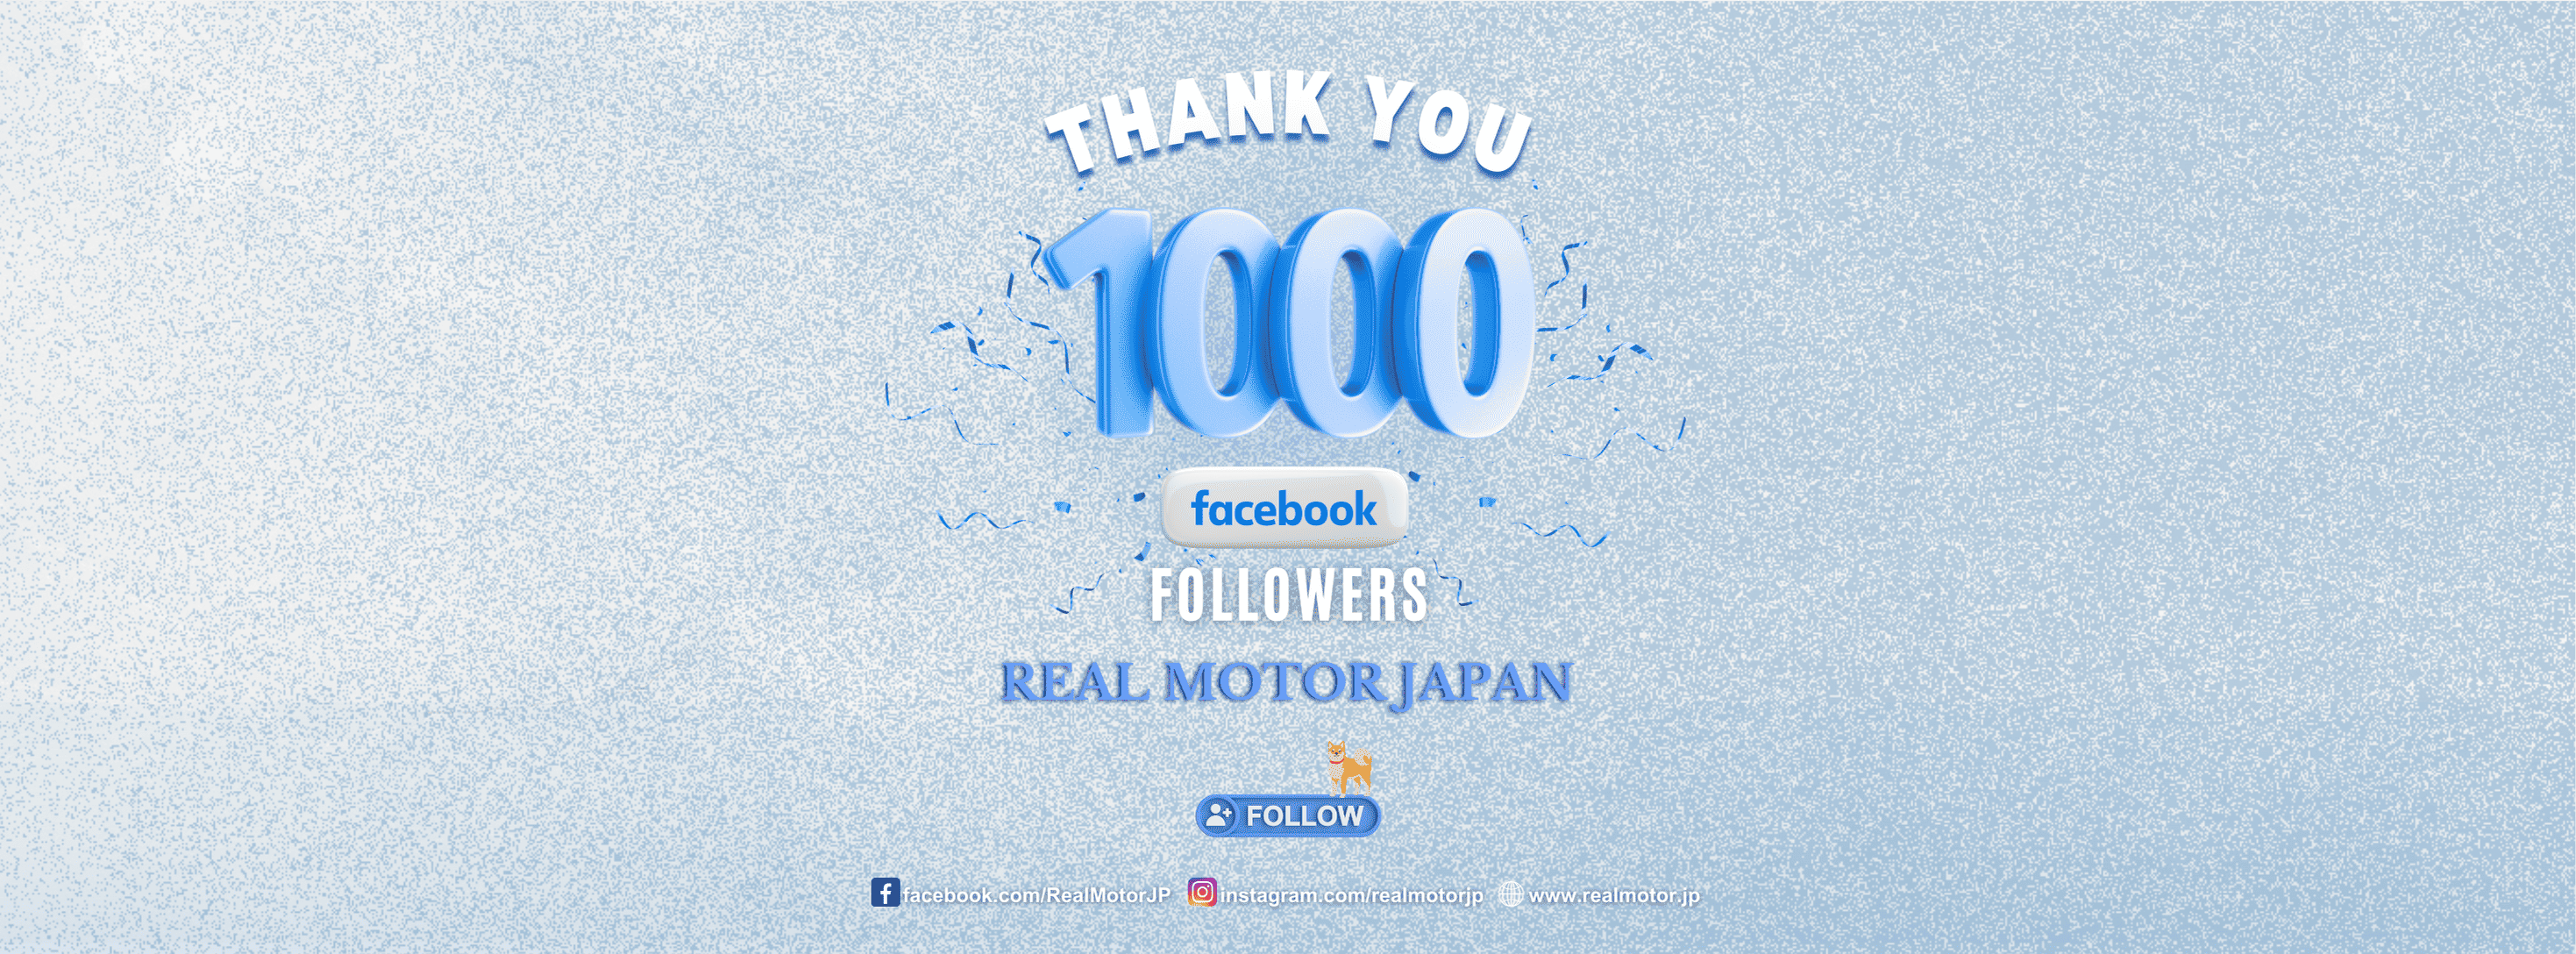 THANK YOU
1000
facebook
FOLLOWERS
REAL MOTOR JAPAN
FOLLOW
facebook.com/RealMotorJP instagram.com/realmotorjp www.realmotor.jp